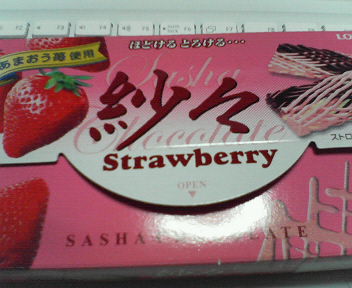 ほどける とろける…
LO
あまおう苺使用
Sasha
紗々
Chocolate
Strawberry
ストロ
OPEN
SASHA